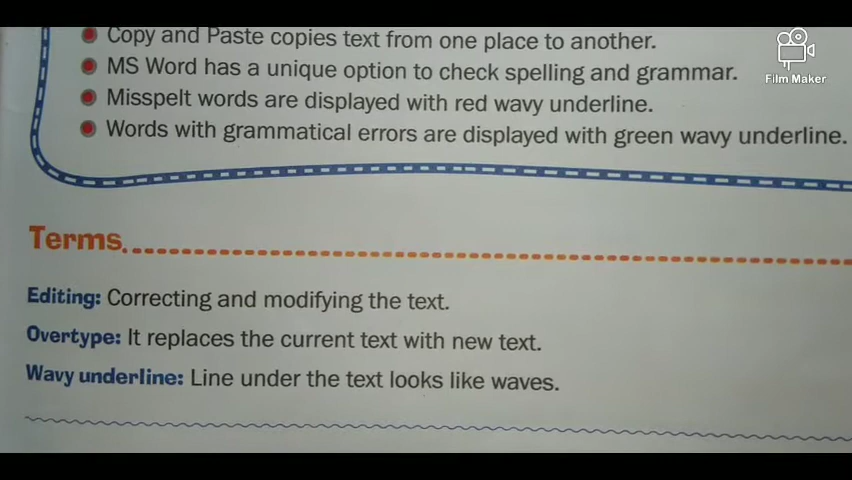 Copy and Paste copies text from one place to another.
MS Word has a unique option to check spelling and grammar.
Misspelt words are displayed with red wavy underline.
Words with grammatical errors are displayed with green wavy underline.
Film Maker
Terms
Editing: Correcting and modifying the text.
Overtype: It replaces the current text with new text.
Wavy underline: Line under the text looks like waves.